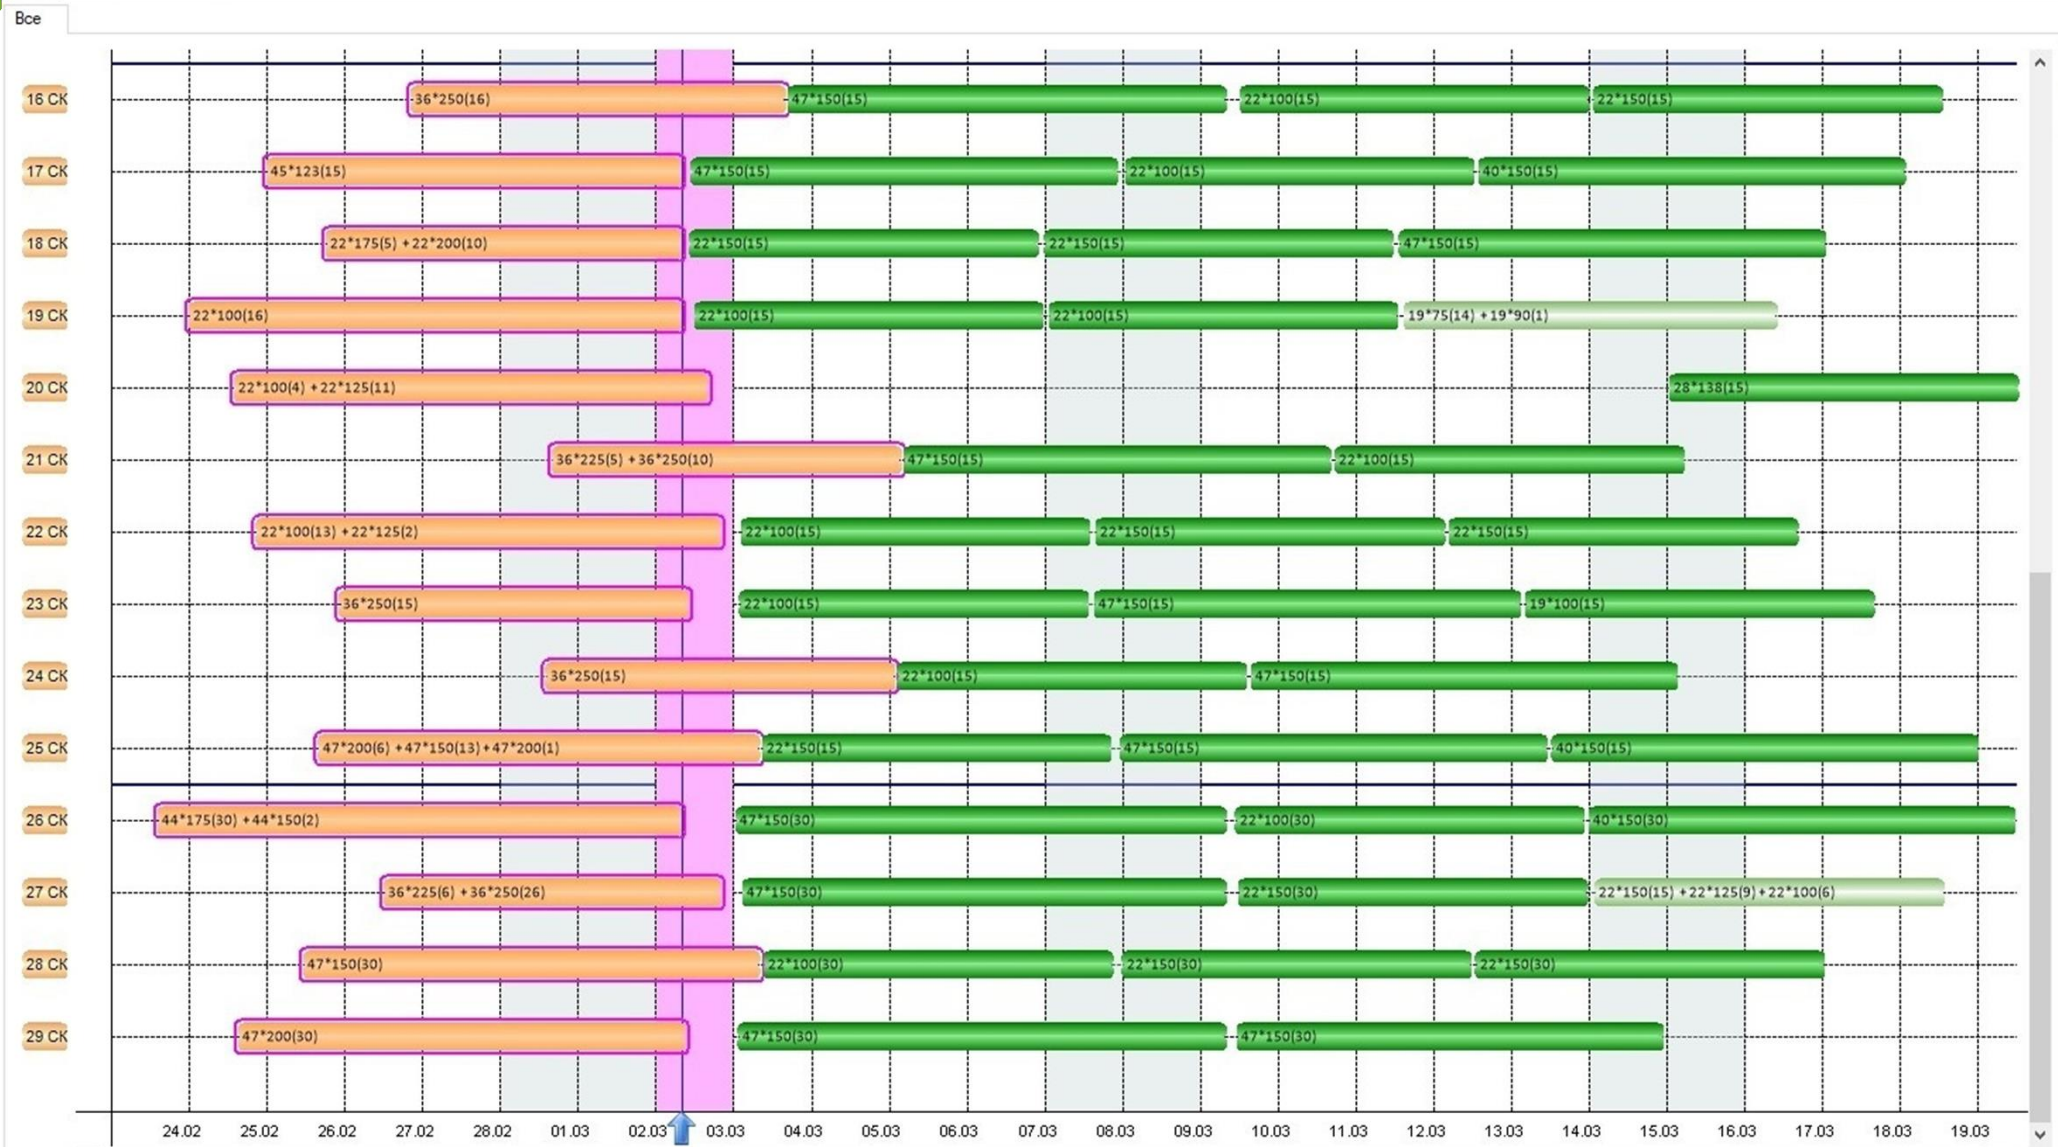 Все
16 СК 36*250(16) 47*150(15) 22*100(15) 22*150(15)
17 СК 45*123(15) 47*150(15) 22*100(15) 40*150(15)
18 СК 22*175(5) +22*200(10) 22*150(15) 22*150(15) 47*150(15)
19 СК 22*100(16) 22*100(15) 22*100(15) 19*75(14) +19*90(1)
20 СК 22*100(4) +22*125(11) 28*138(15)
21 СК 36*225(5) +36*250(10) 47*150(15) 22*100(15)
22 СК 22*100(13) +22*125(2) 22*100(15) 22*150(15) 22*150(15)
23 СК 36*250(15) 22*100(15) 47*150(15) 19*100(15)
24 СК 36*250(15) 22*100(15) 47*150(15)
25 СК 47*200(6) +47*150(13)+47*200(1) 22*150(15) 47*150(15) 40*150(15)
26 СК 44*175(30) +44*150(2) 47*150(30) 22*100(30) 40*150(30)
27 СК 36*225(6) +36*250(26) 47*150(30) 22*150(30) 22*150(15) +22*125(9)+22*100(6)
28 СК 47*150(30) 22*100(30) 22*150(30) 22*150(30)
29 СК 47*200(30) 47*150(30) 47*150(30)
24.02 25.02 26.02 27.02 28.02 01.03 02.03 03.03 04.03 05.03 06.03 07.03 08.03 09.03 10.03 11.03 12.03 13.03 14.03 15.03 16.03 17.03 18.03 19.03